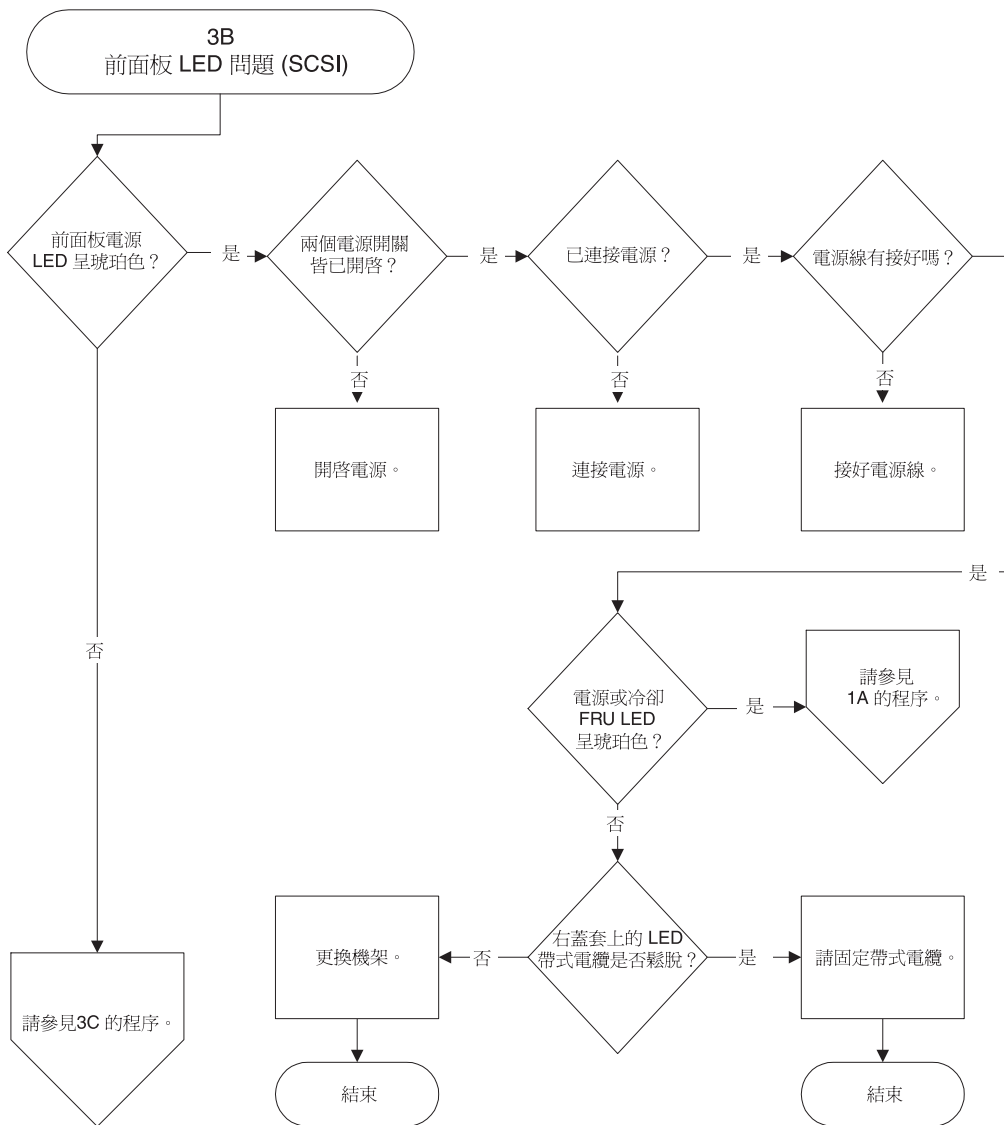 3B
前面板 LED 問題 (SCSI)
前面板電源
LED 呈琥珀色？
是
兩個電源開關
皆已開啓？
是
已連接電源？
是
電源線有接好嗎？
否
否
否
開啓電源。
連接電源。
接好電源線。
是
否
電源或冷卻
FRU LED
呈琥珀色？
是
請參見
1A 的程序。
否
右蓋套上的 LED
帶式電纜是否鬆脫？
否
更換機架。
是
請固定帶式電纜。
請參見3C 的程序。
結束
結束